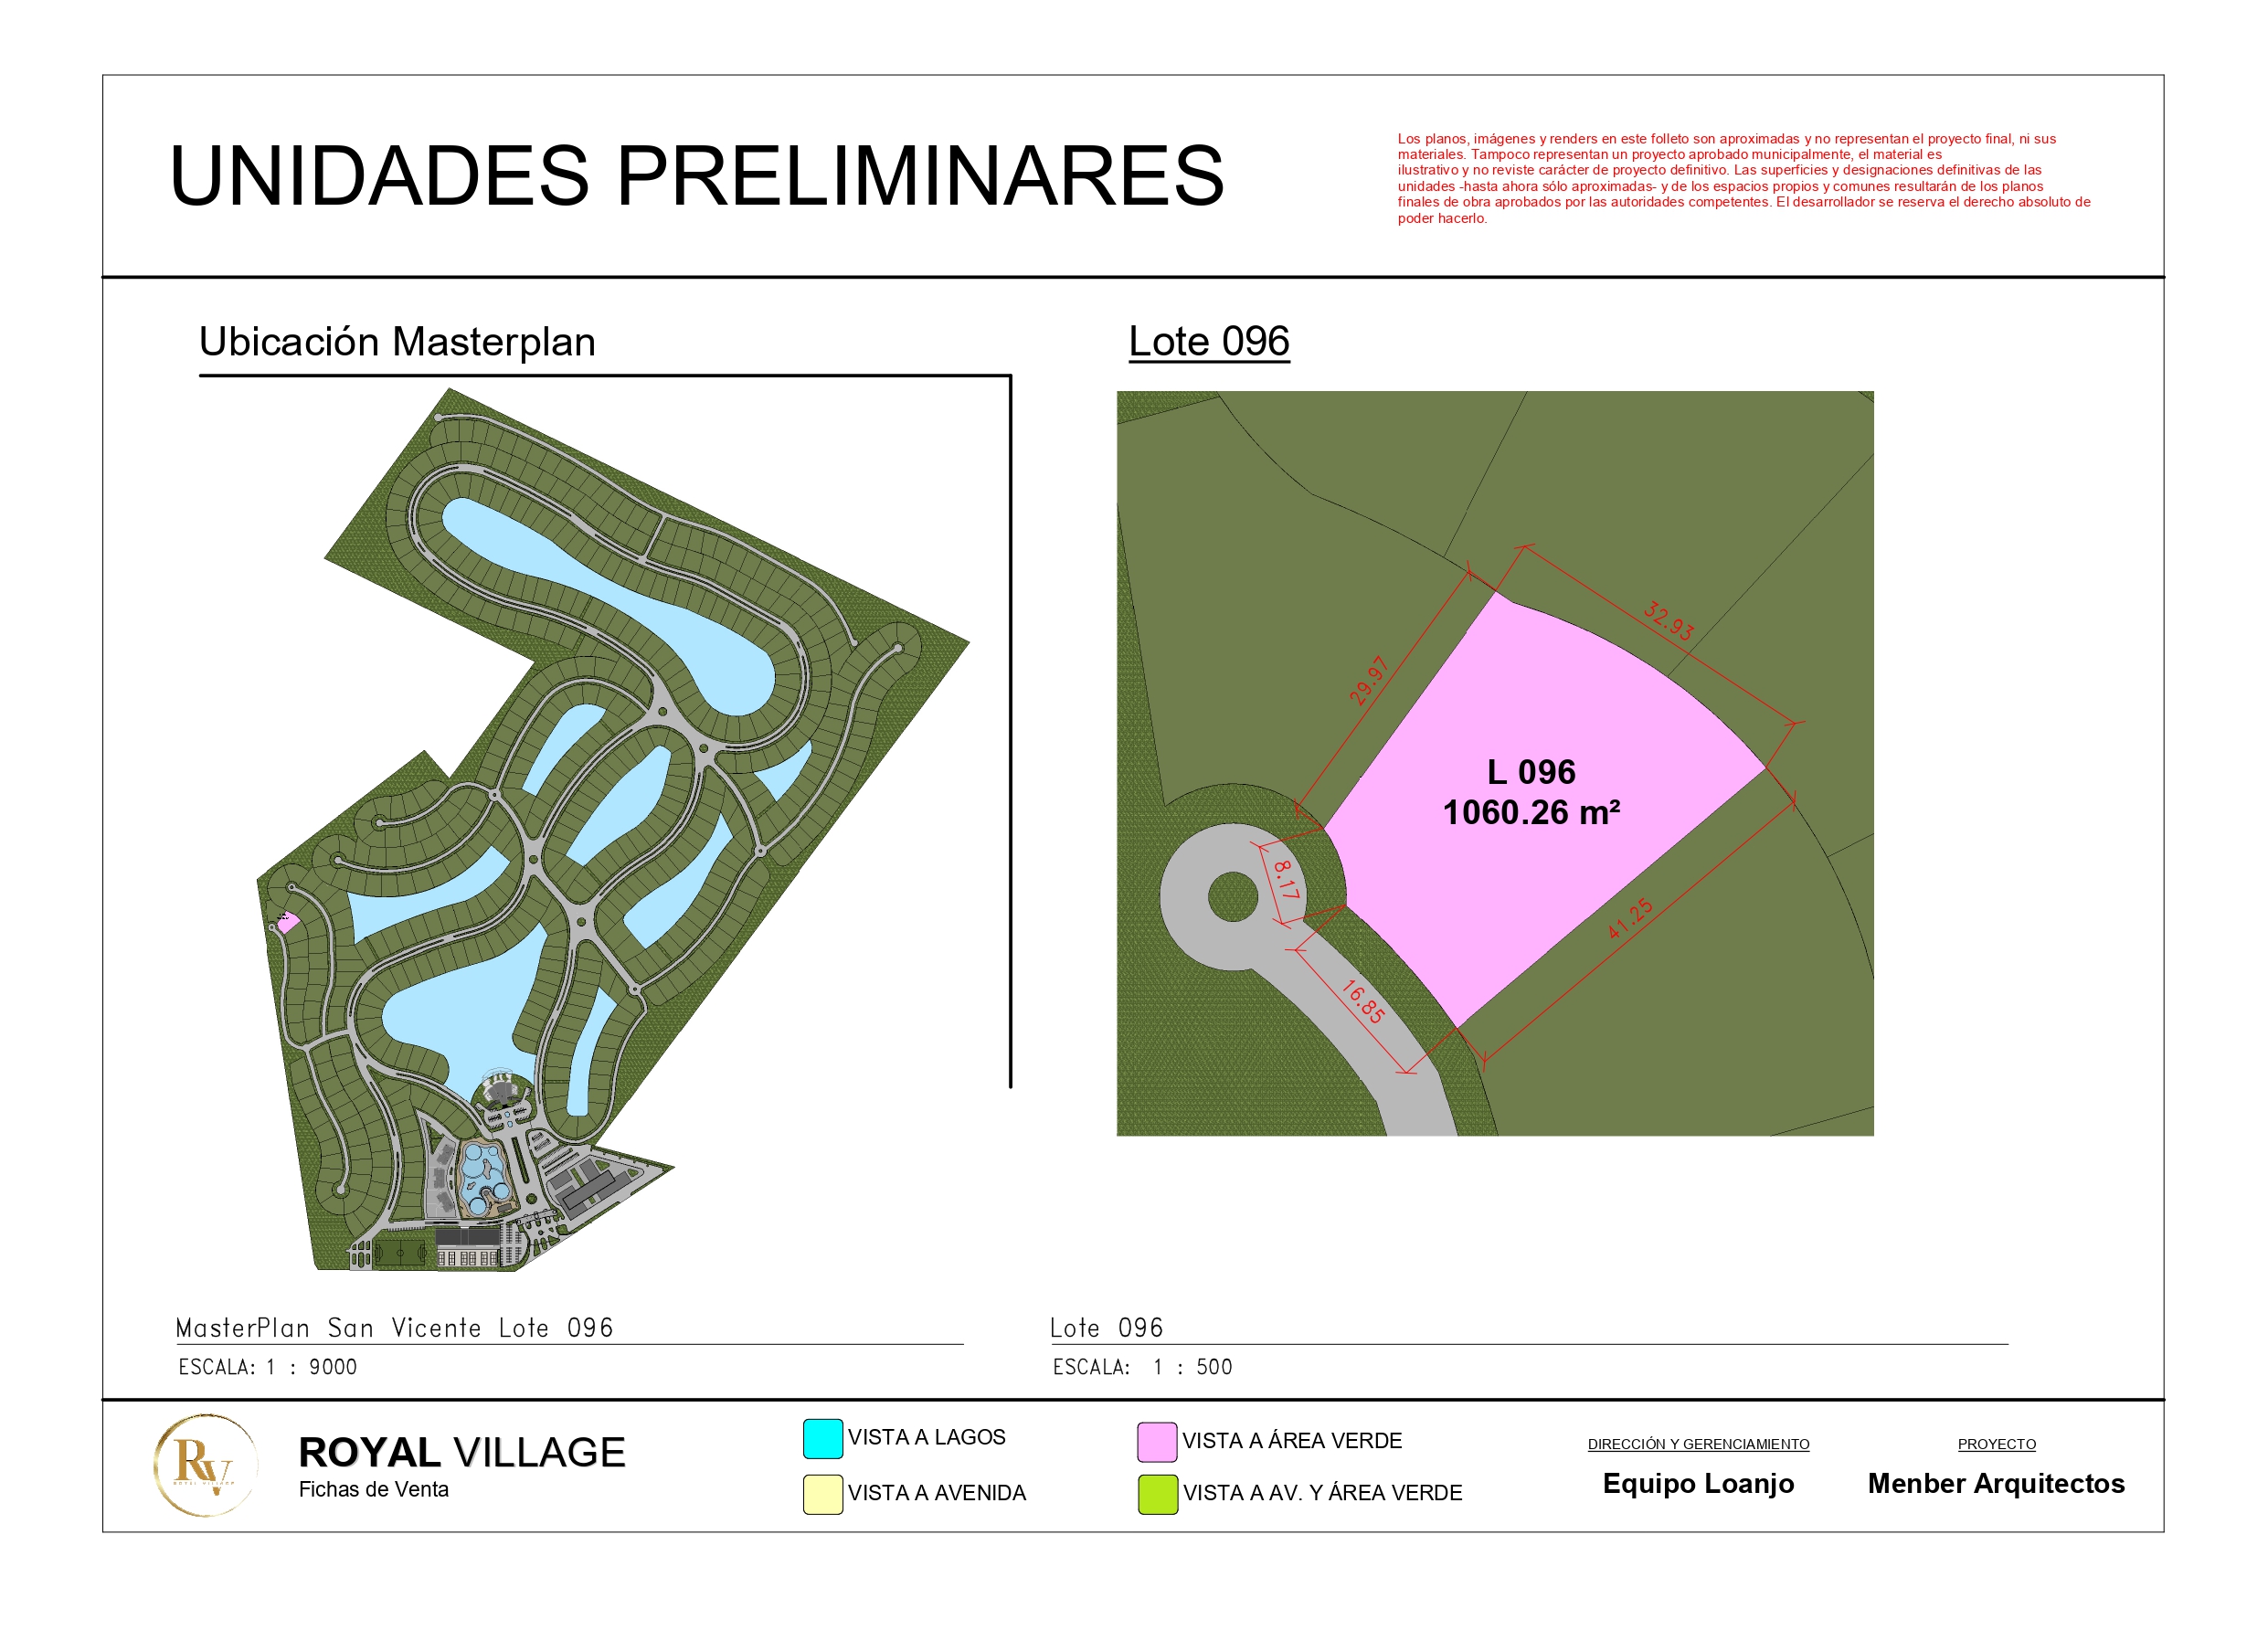 UNIDADES PRELIMINARES
Los planos, imágenes y renders en este folleto son aproximadas y no representan el proyecto final, ni sus
materiales. Tampoco representan un proyecto aprobado municipalmente, el material es
ilustrativo y no reviste carácter de proyecto definitivo. Las superficies y designaciones definitivas de las
unidades -hasta ahora sólo aproximadas- y de los espacios propios y comunes resultarán de los planos
finales de obra aprobados por las autoridades competentes. El desarrollador se reserva el derecho absoluto de
poder hacerlo.
Ubicación Masterplan
Lote 096
32.93
29.97
L 096
1060.26 m²
8.17
41.25
16.85
MasterPlan San Vicente Lote 096
ESCALA: 1 : 9000
Lote 096
ESCALA: 1 : 500
RV
ROYAL VILLAGE
ROYAL VILLAGE
Fichas de Venta
VISTA A LAGOS
VISTA A AVENIDA
VISTA A ÁREA VERDE
VISTA A AV. Y ÁREA VERDE
DIRECCIÓN Y GERENCIAMIENTO
Equipo Loanjo
PROYECTO
Menber Arquitectos